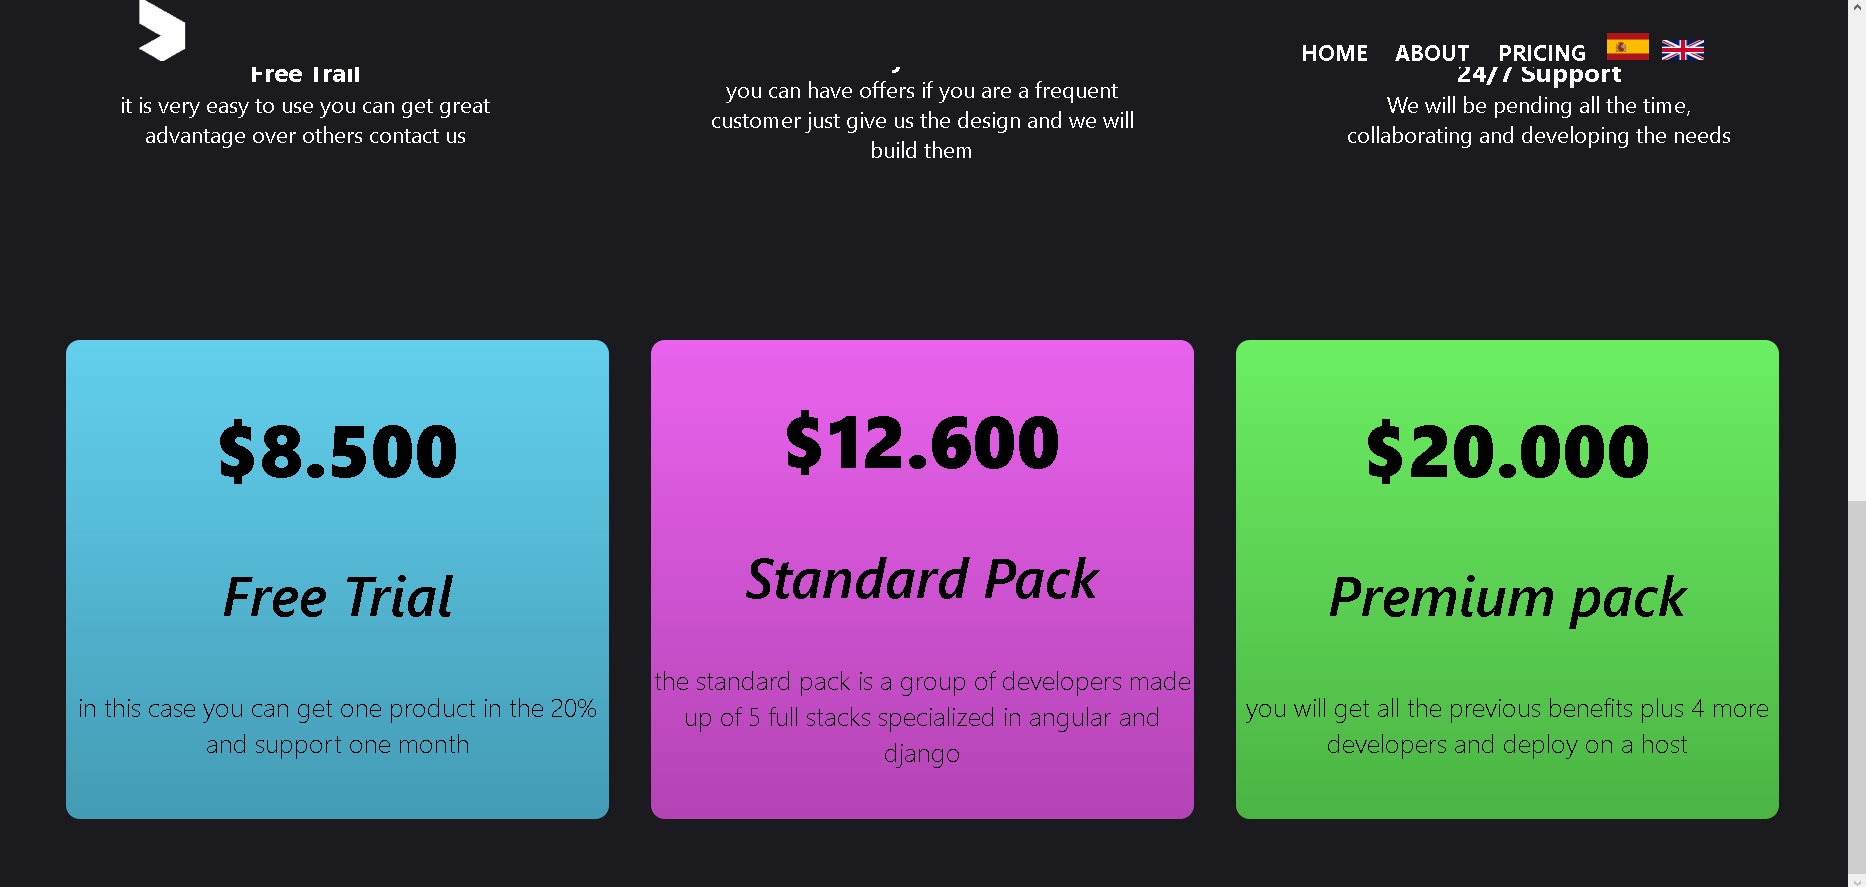 HOME ABOUT PRICING
Free Trail
it is very easy to use you can get great
advantage over others contact us
you can have offers if you are a frequent
customer just give us the design and we will
build them
24/7 Support
We will be pending all the time,
collaborating and developing the needs
$8.500
Free Trial
in this case you can get one product in the 20%
and support one month
$12.600
Standard Pack
the standard pack is a group of developers made
up of 5 full stacks specialized in angular and
django
$20.000
Premium pack
you will get all the previous benefits plus 4 more
developers and deploy on a host